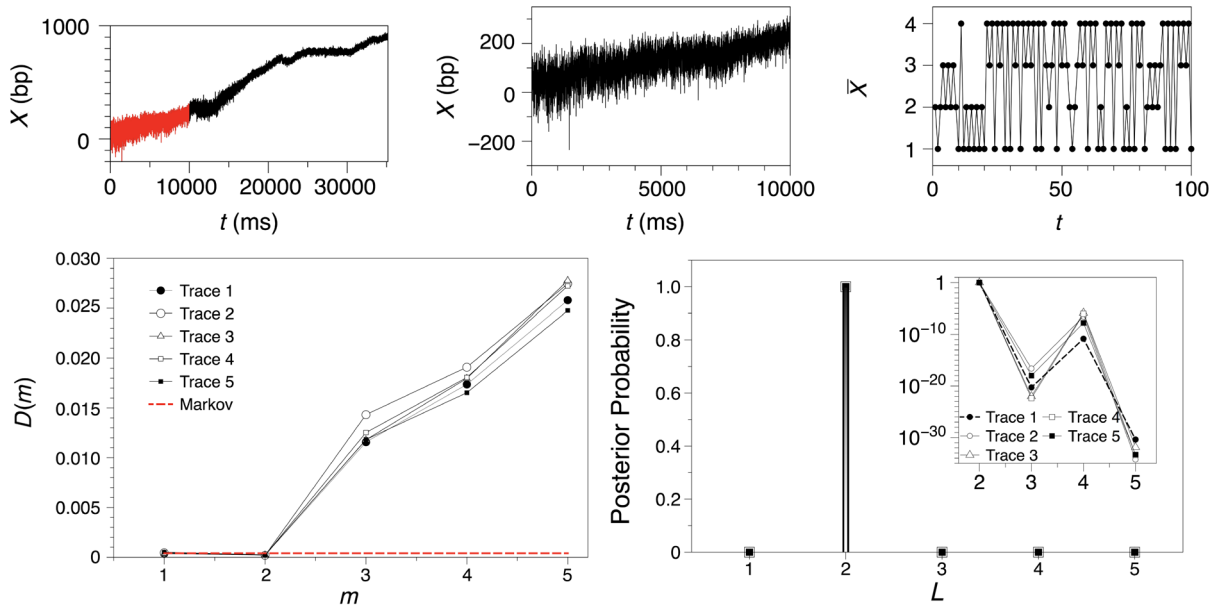 1000
0
X (bp)
0 10000 20000 30000
t (ms)
200
0
−200
X (bp)
0 5000 10000
t (ms)
4
3
2
1
X̅
0 50 100
t
0.030
0.025
0.020
0.015
0.010
0.005
0
D(m)
Trace 1
Trace 2
Trace 3
Trace 4
Trace 5
Markov
1 2 3 4 5
m
1.0
0.8
0.6
0.4
0.2
0
Posterior Probability
1 2 3 4 5
L
1
10⁻¹⁰
10⁻²⁰
10⁻³⁰
Trace 1 Trace 4
Trace 2 Trace 5
Trace 3
2 3 4 5